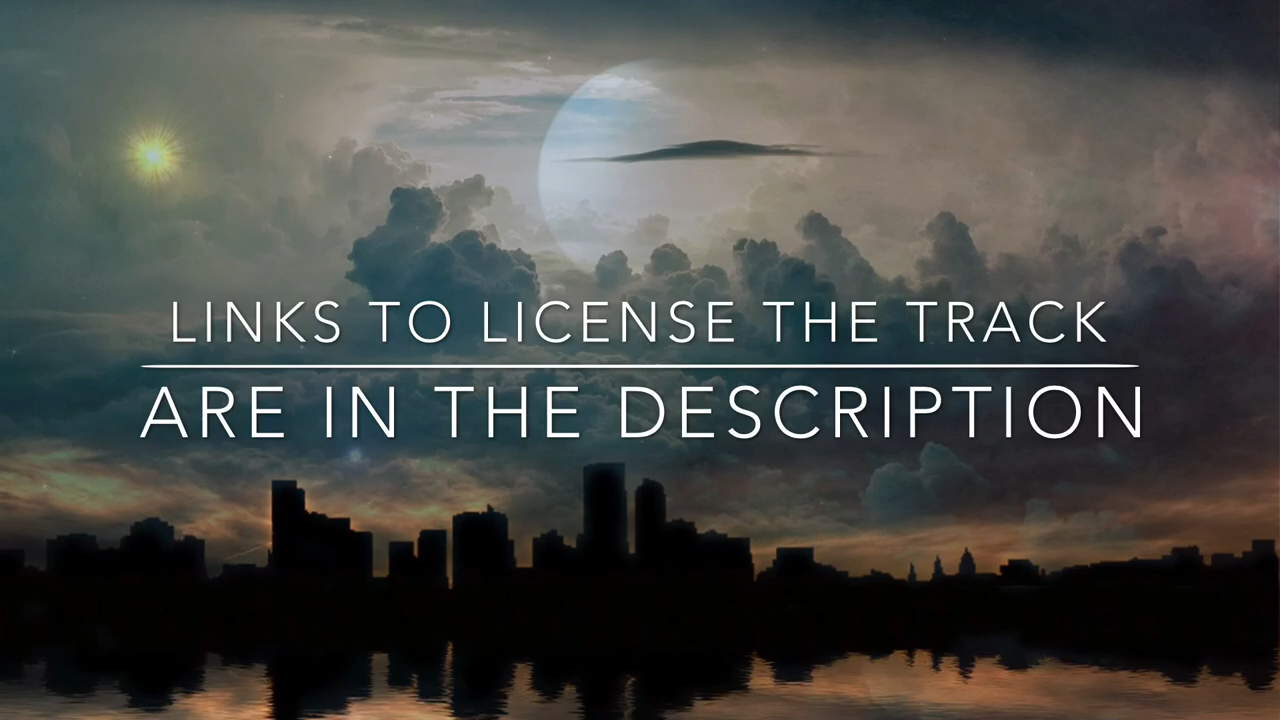 LINKS TO LICENSE THE TRACK
ARE IN THE DESCRIPTION